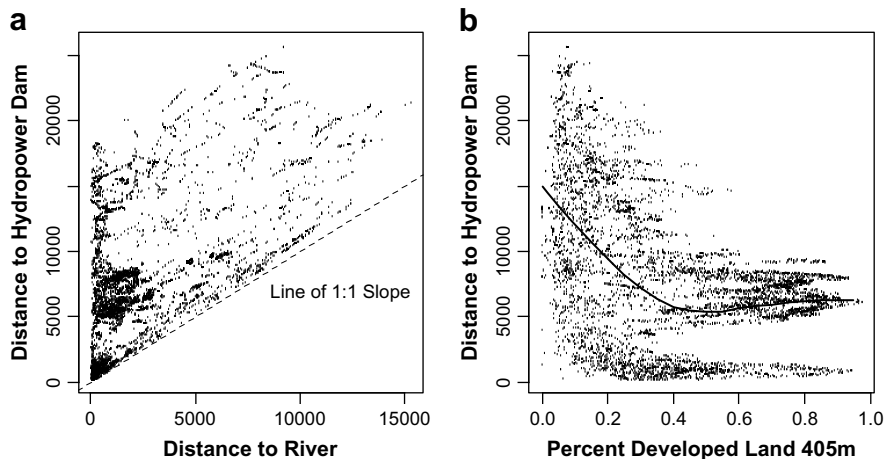 a
Distance to Hydropower Dam
0
5000
10000
20000
Line of 1:1 Slope
0
5000
10000
15000
Distance to River
b
Distance to Hydropower Dam
0
5000
10000
20000
0.0
0.2
0.4
0.6
0.8
1.0
Percent Developed Land 405m